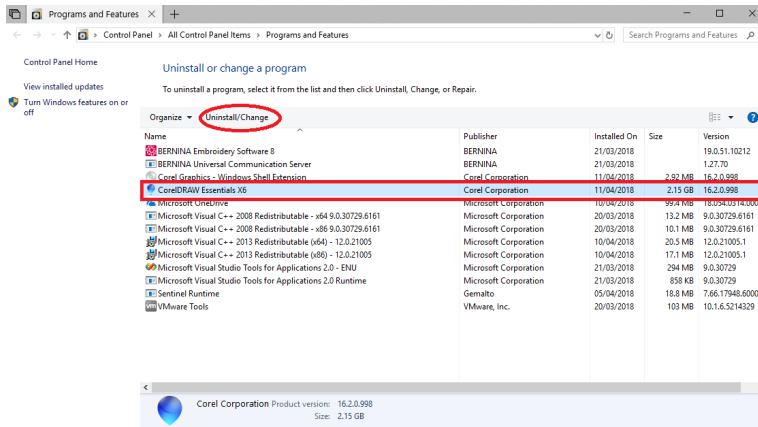 Programs and Features
Control Panel > All Control Panel Items > Programs and Features
Search Programs and Features
Control Panel Home
View installed updates
Turn Windows features on or
off
Uninstall or change a program
To uninstall a program, select it from the list and then click Uninstall, Change, or Repair.
Organize Uninstall/Change
Name Publisher Installed On Size Version
BERNINA Embroidery Software 8 BERNINA 21/03/2018 19.0.51.10212
BERNINA Universal Communication Server BERNINA 21/03/2018 1.27.70
Corel Graphics - Windows Shell Extension Corel Corporation 11/04/2018 2.92 MB 16.2.0.998
CorelDRAW Essentials X6 Corel Corporation 11/04/2018 2.15 GB 16.2.0.998
Microsoft OneDrive Microsoft Corporation 10/04/2018 99.4 MB 18.054.0314.000
Microsoft Visual C++ 2008 Redistributable - x64 9.0.30729.6161 Microsoft Corporation 20/03/2018 13.2 MB 9.0.30729.6161
Microsoft Visual C++ 2008 Redistributable - x86 9.0.30729.6161 Microsoft Corporation 20/03/2018 10.1 MB 9.0.30729.6161
Microsoft Visual C++ 2013 Redistributable (x64) - 12.0.21005 Microsoft Corporation 10/04/2018 20.5 MB 12.0.21005.1
Microsoft Visual C++ 2013 Redistributable (x86) - 12.0.21005 Microsoft Corporation 10/04/2018 17.1 MB 12.0.21005.1
Microsoft Visual Studio Tools for Applications 2.0 - ENU Microsoft Corporation 21/03/2018 294 MB 9.0.30729
Microsoft Visual Studio Tools for Applications 2.0 Runtime Microsoft Corporation 21/03/2018 858 KB 9.0.30729
Sentinel Runtime Gemalto 05/04/2018 18.8 MB 7.66.17948.6000
VMware Tools VMware, Inc. 20/03/2018 103 MB 10.1.6.5214329
Corel Corporation Product version: 16.2.0.998
Size: 2.15 GB